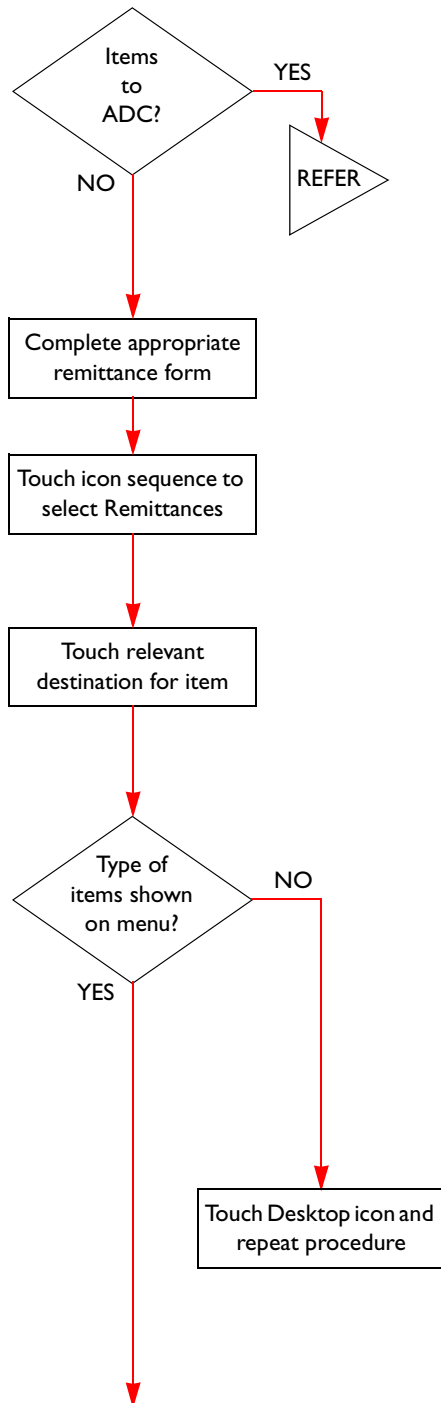 Items
to
ADC?
YES
REFER
NO
Complete appropriate
remittance form
Touch icon sequence to
select Remittances
Touch relevant
destination for item
Type of
items shown
on menu?
NO
YES
Touch Desktop icon and
repeat procedure